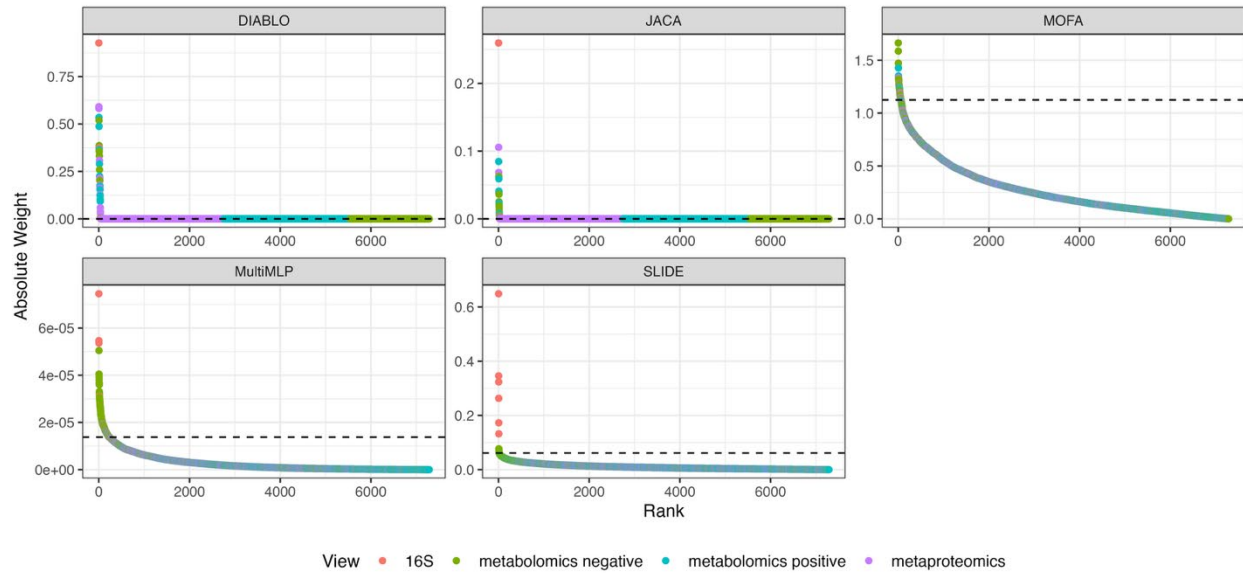 DIABLO
JACA
MOFA
0.75
0.50
0.25
0.00
0.2
0.1
0.0
1.5
1.0
0.5
0.0
0
2000
4000
6000
0
2000
4000
6000
0
2000
4000
6000
Absolute Weight
MultiMLP
SLIDE
6e-05
4e-05
2e-05
0e+00
0.6
0.4
0.2
0.0
0
2000
4000
6000
0
2000
4000
6000
Rank
View 16S metabolomics negative metabolomics positive metaproteomics